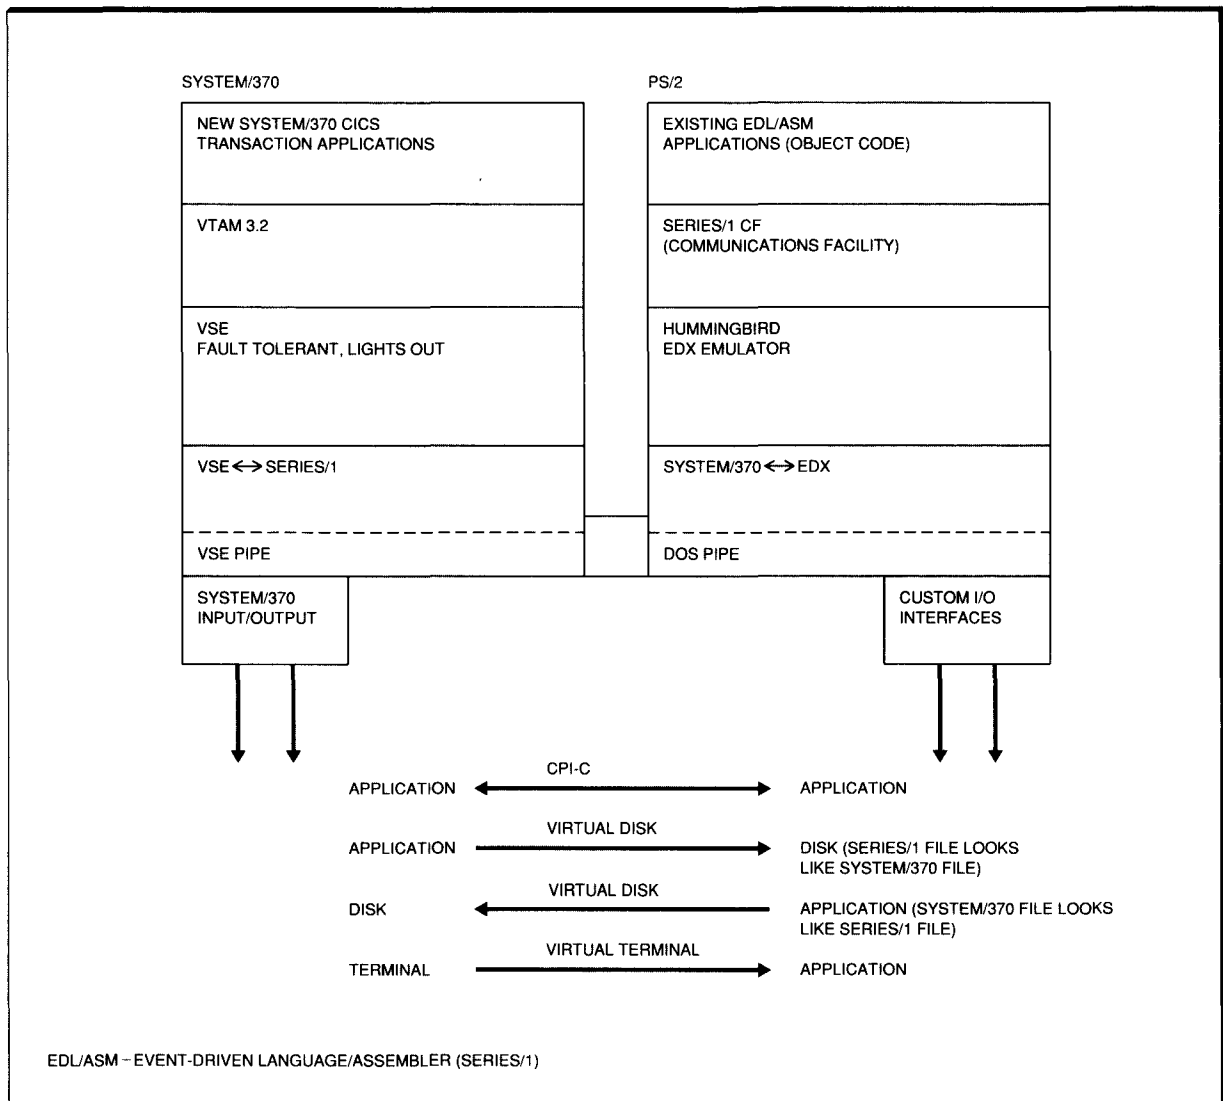 SYSTEM/370
NEW SYSTEM/370 CICS
TRANSACTION APPLICATIONS
VTAM 3.2
VSE
FAULT TOLERANT, LIGHTS OUT
VSE ↔ SERIES/1
VSE PIPE
SYSTEM/370
INPUT/OUTPUT
PS/2
EXISTING EDL/ASM
APPLICATIONS (OBJECT CODE)
SERIES/1 CF
(COMMUNICATIONS FACILITY)
HUMMINGBIRD
EDX EMULATOR
SYSTEM/370 ↔ EDX
DOS PIPE
CUSTOM I/O
INTERFACES
CPI-C
APPLICATION
APPLICATION
VIRTUAL DISK
APPLICATION
DISK (SERIES/1 FILE LOOKS
LIKE SYSTEM/370 FILE)
VIRTUAL DISK
DISK
APPLICATION (SYSTEM/370 FILE LOOKS
LIKE SERIES/1 FILE)
VIRTUAL TERMINAL
TERMINAL
APPLICATION
EDL/ASM – EVENT-DRIVEN LANGUAGE/ASSEMBLER (SERIES/1)